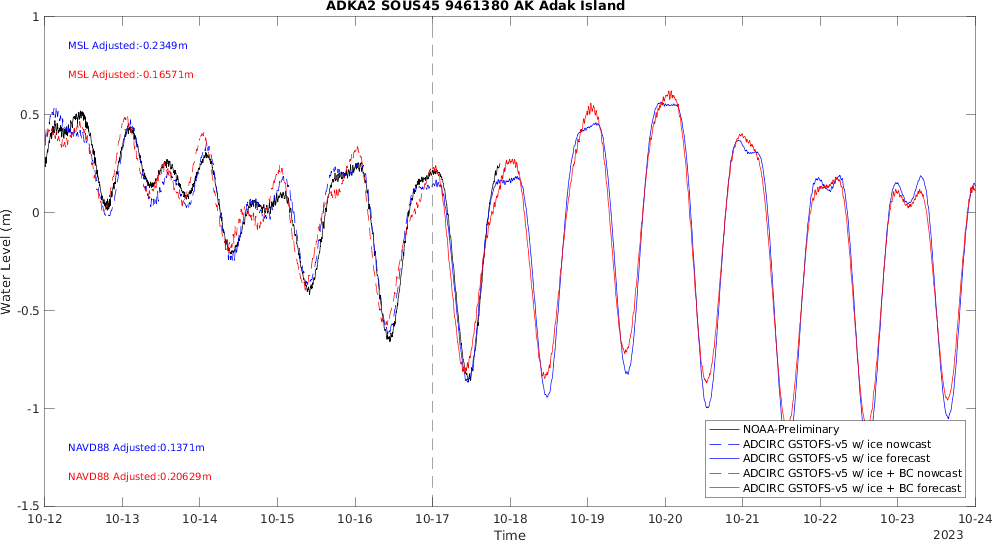 ADKA2 SOUS45 9461380 AK Adak Island
MSL Adjusted:-0.2349m
MSL Adjusted:-0.16571m
NAVD88 Adjusted:0.1371m
NAVD88 Adjusted:0.20629m
Water Level (m)
1
0.5
0
-0.5
-1
-1.5
NOAA-Preliminary
ADCIRC GSTOFS-v5 w/ ice nowcast
ADCIRC GSTOFS-v5 w/ ice forecast
ADCIRC GSTOFS-v5 w/ ice + BC nowcast
ADCIRC GSTOFS-v5 w/ ice + BC forecast
10-12 10-13 10-14 10-15 10-16 10-17 10-18 10-19 10-20 10-21 10-22 10-23 10-24
Time
2023